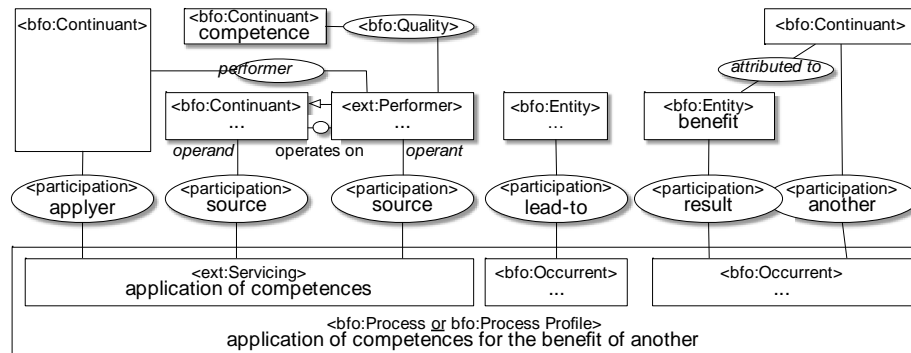 <bfo:Continuant>
<bfo:Continuant>
competence
<bfo:Quality>
<bfo:Continuant>
performer
attributed to
<bfo:Continuant>
...
<ext:Performer>
...
<bfo:Entity>
...
<bfo:Entity>
benefit
operand
operates on
operant
<participation>
applyer
<participation>
source
<participation>
source
<participation>
lead-to
<participation>
result
<participation>
another
<ext:Servicing>
application of competences
<bfo:Occurrent>
...
<bfo:Occurrent>
...
<bfo:Process or bfo:Process Profile>
application of competences for the benefit of another